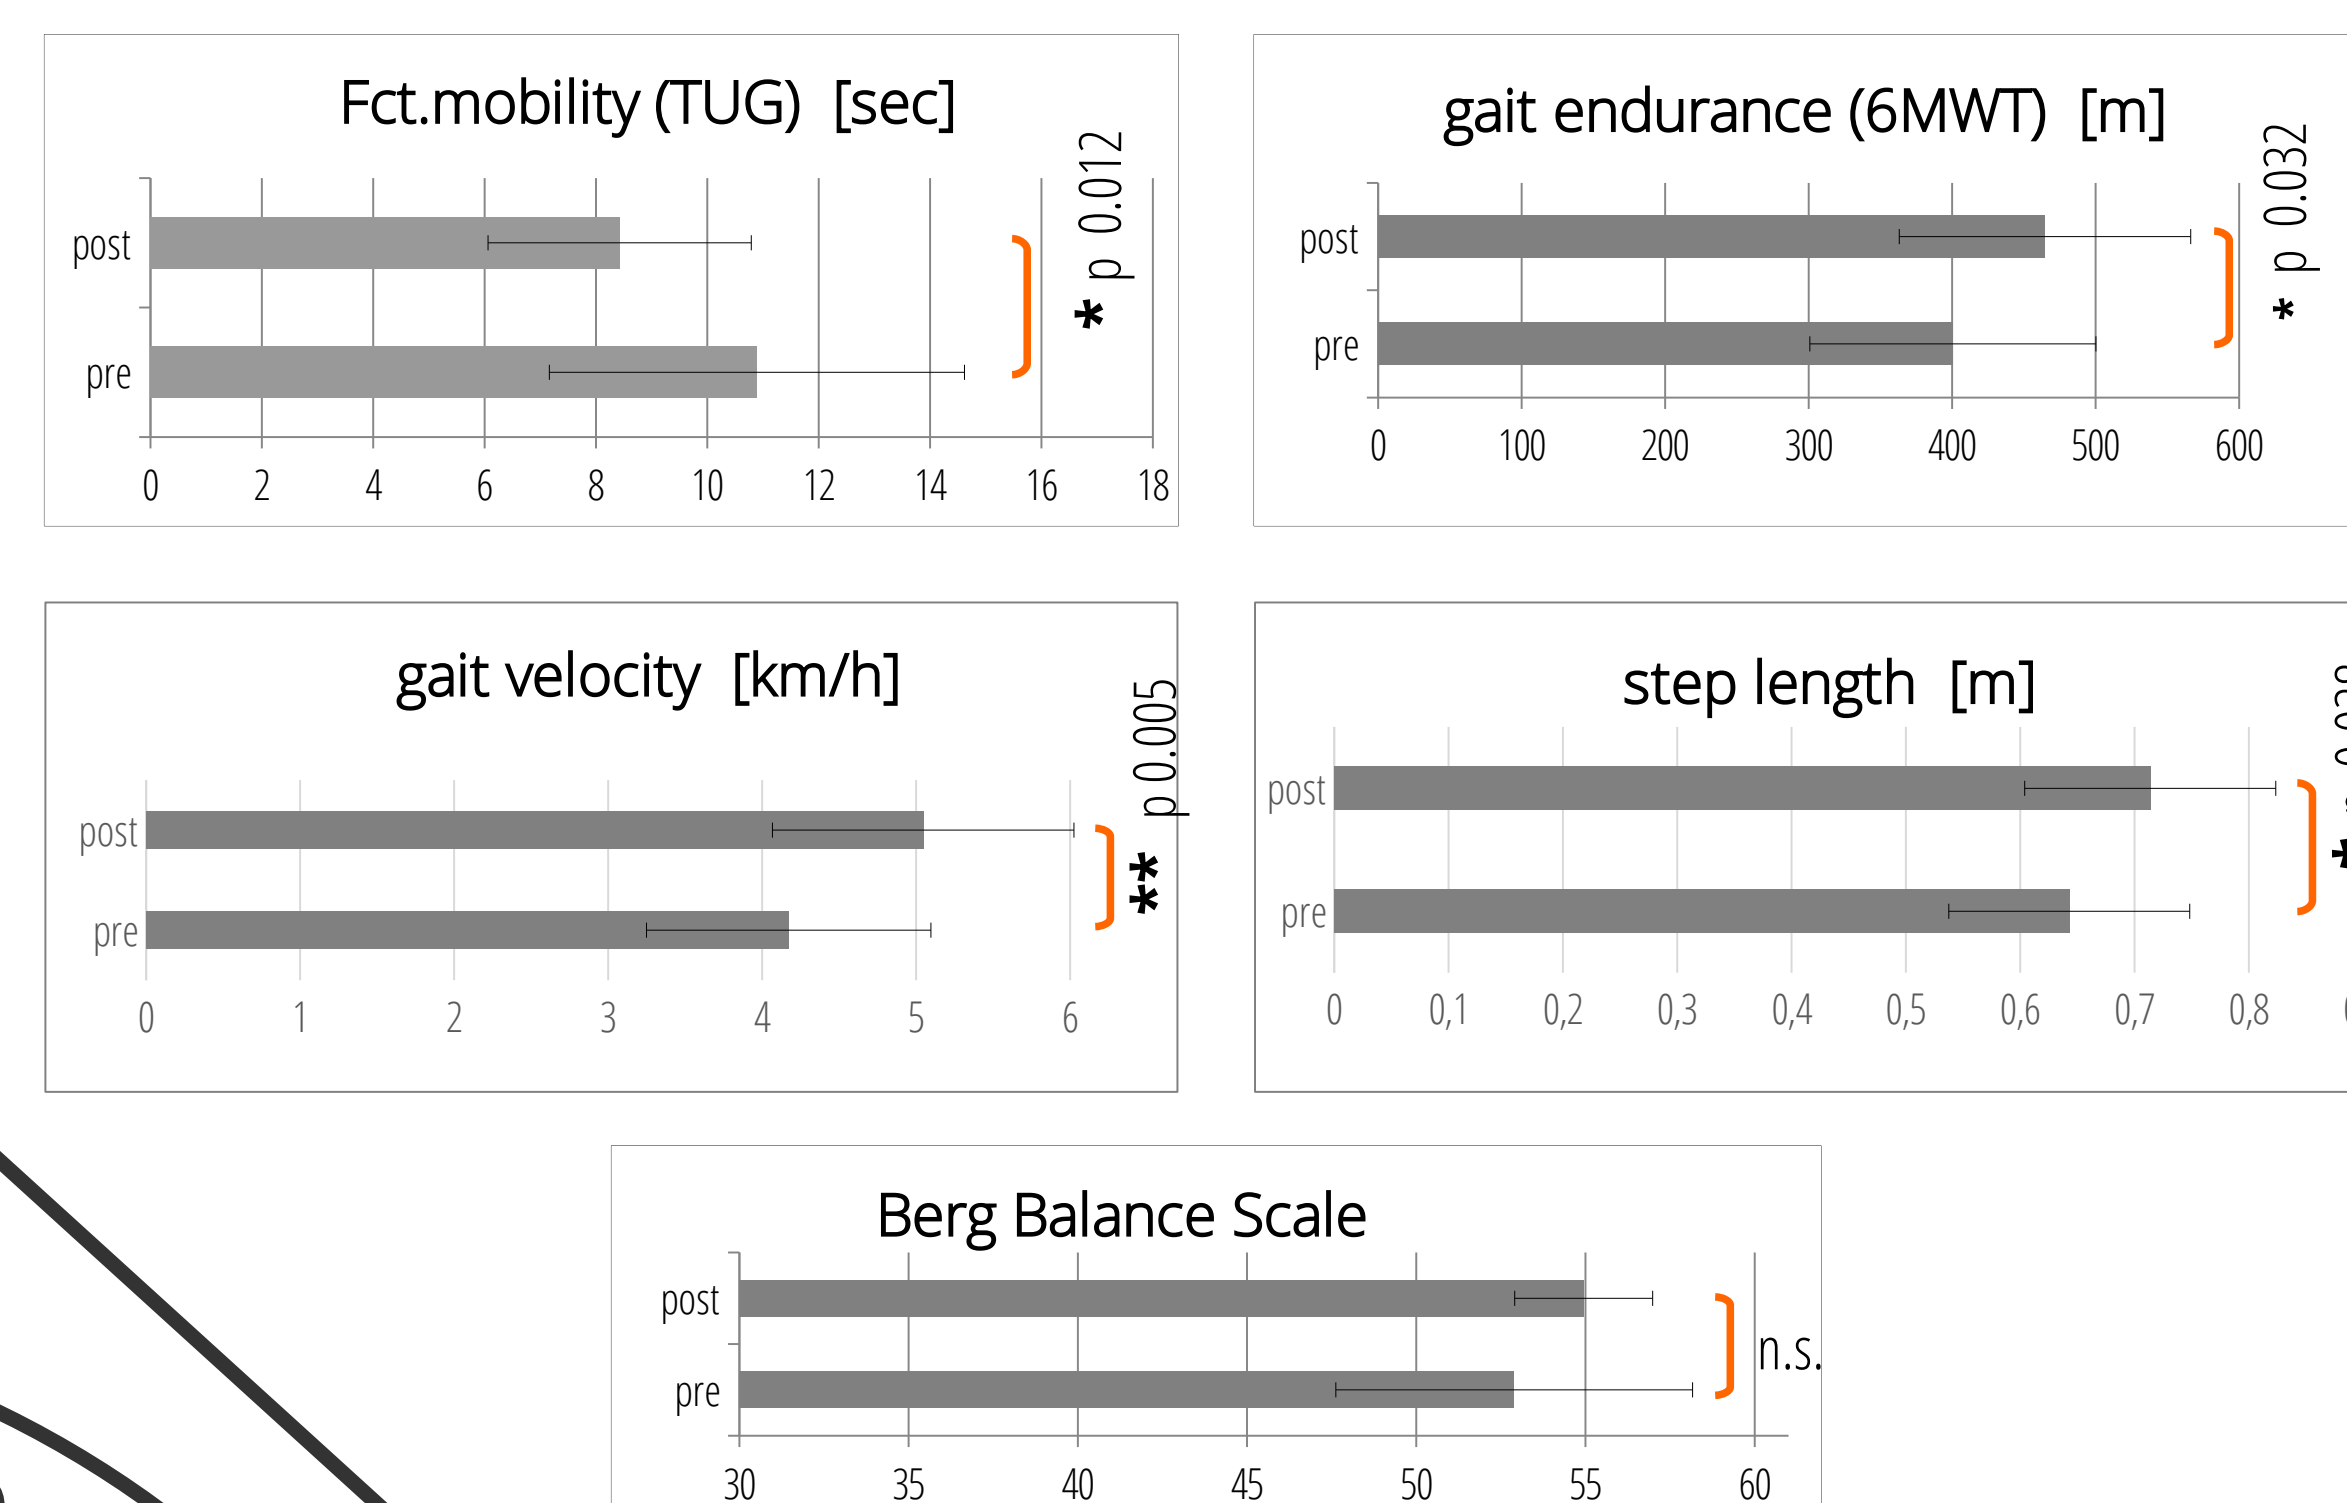 Fct.mobility (TUG) [sec]
* p 0.012
post
pre
0 2 4 6 8 10 12 14 16 18
gait endurance (6MWT) [m]
* p 0.032
post
pre
0 100 200 300 400 500 600
gait velocity [km/h]
** p 0.005
post
pre
0 1 2 3 4 5 6
step length [m]
*
post
pre
0 0,1 0,2 0,3 0,4 0,5 0,6 0,7 0,8
Berg Balance Scale
post
pre
n.s.
30 35 40 45 50 55 60